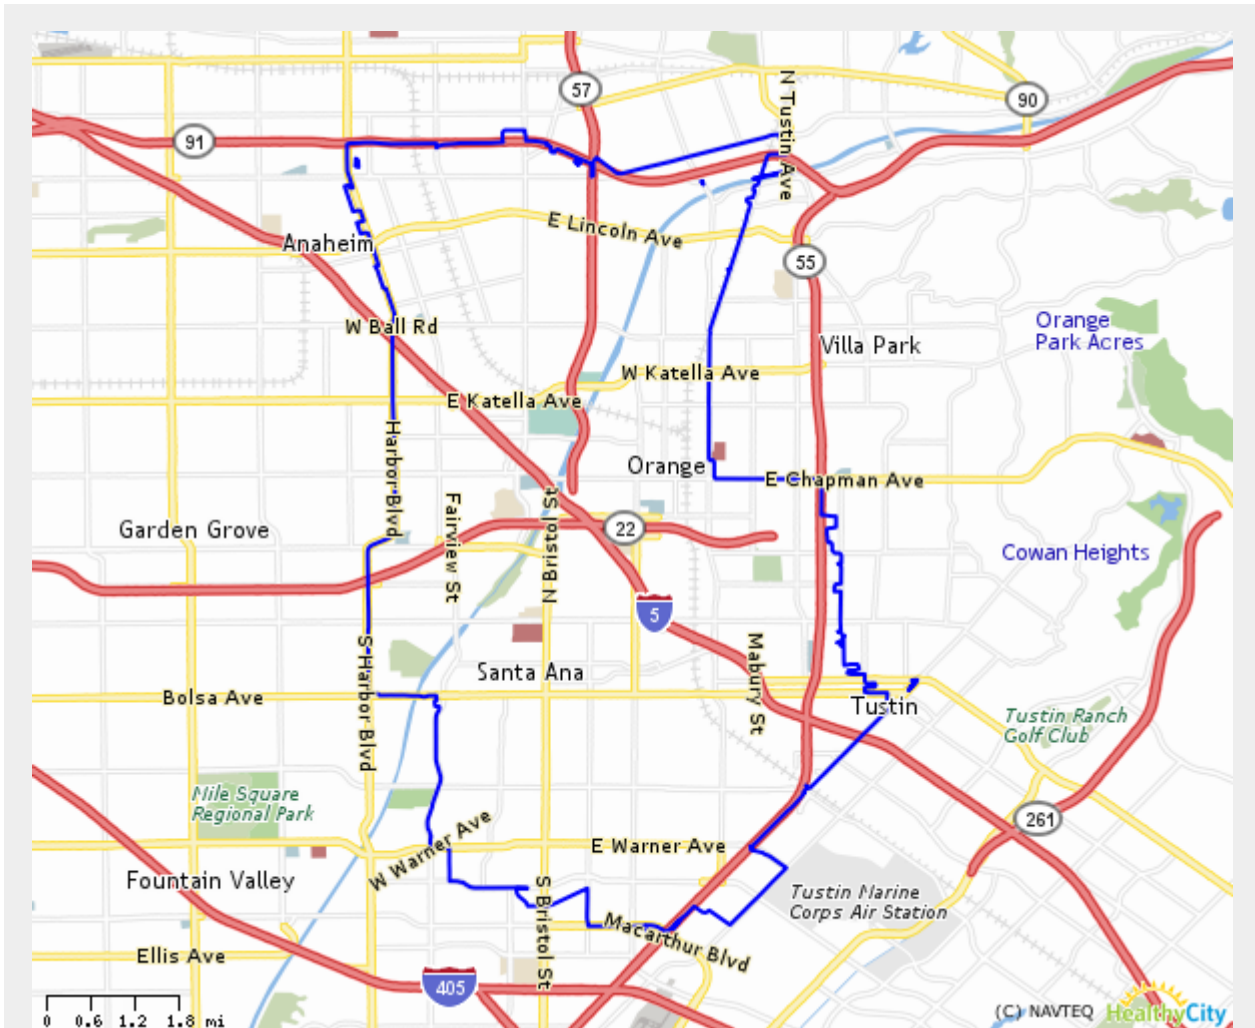 57
N Tustin Ave
90
91
E Lincoln Ave
Anaheim
55
W Ball Rd
Villa Park
Orange
Park Acres
W Katella Ave
E Katella Ave
Harbor Blvd
Orange
E Chapman Ave
Fairview St
N Bristol St
Garden Grove
22
Cowan Heights
5
S Harbor Blvd
Santa Ana
Mabury St
Bolsa Ave
Tustin
Tustin Ranch
Golf Club
Mile Square
Regional Park
261
W Warner Ave
E Warner Ave
Fountain Valley
S Bristol St
Tustin Marine
Corps Air Station
Macarthur Blvd
Ellis Ave
405
0 0.6 1.2 1.8 mi
(C) NAVTEQ
HealthyCity